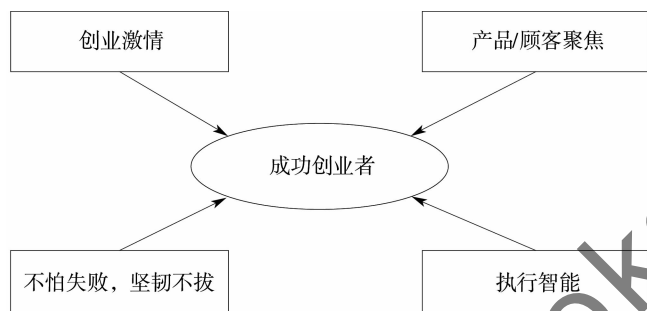 创业激情
产品/顾客聚焦
成功创业者
不怕失败，坚韧不拔
执行智能